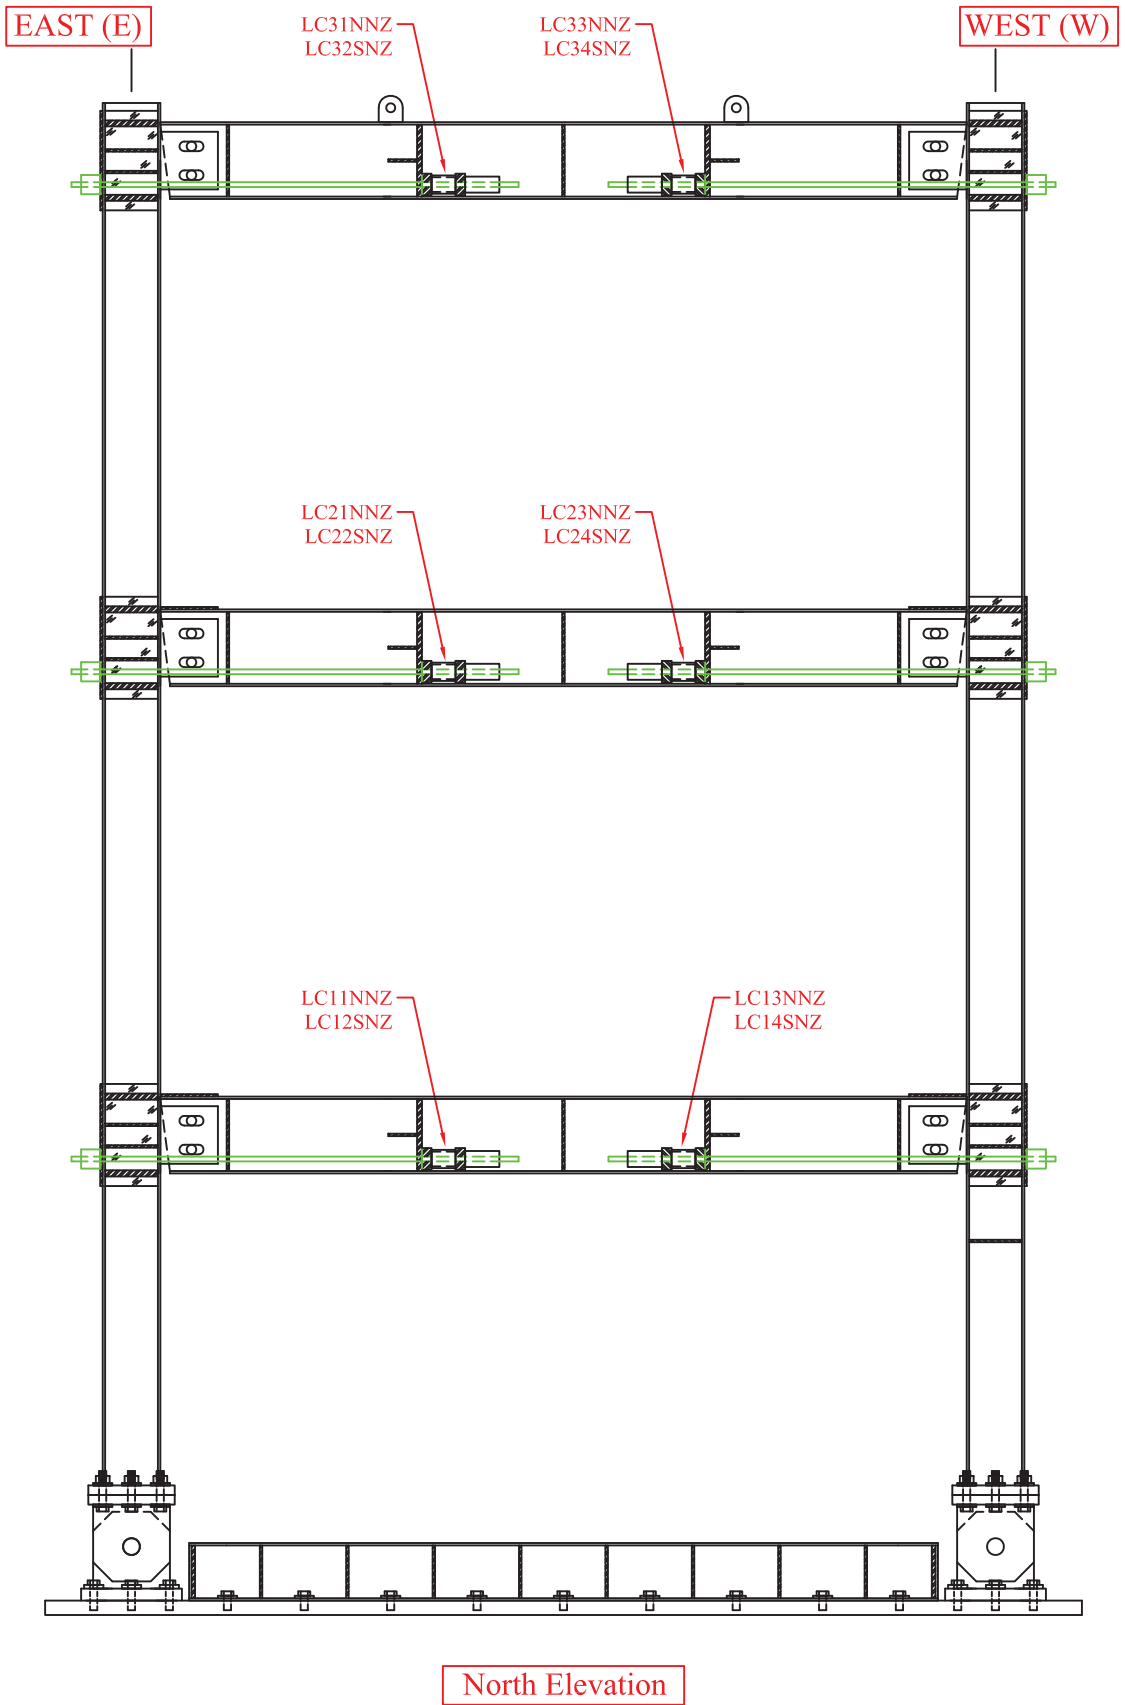 EAST (E)
WEST (W)
LC31NNZ
LC32SNZ
LC33NNZ
LC34SNZ
LC21NNZ
LC22SNZ
LC23NNZ
LC24SNZ
LC11NNZ
LC12SNZ
LC13NNZ
LC14SNZ
North Elevation